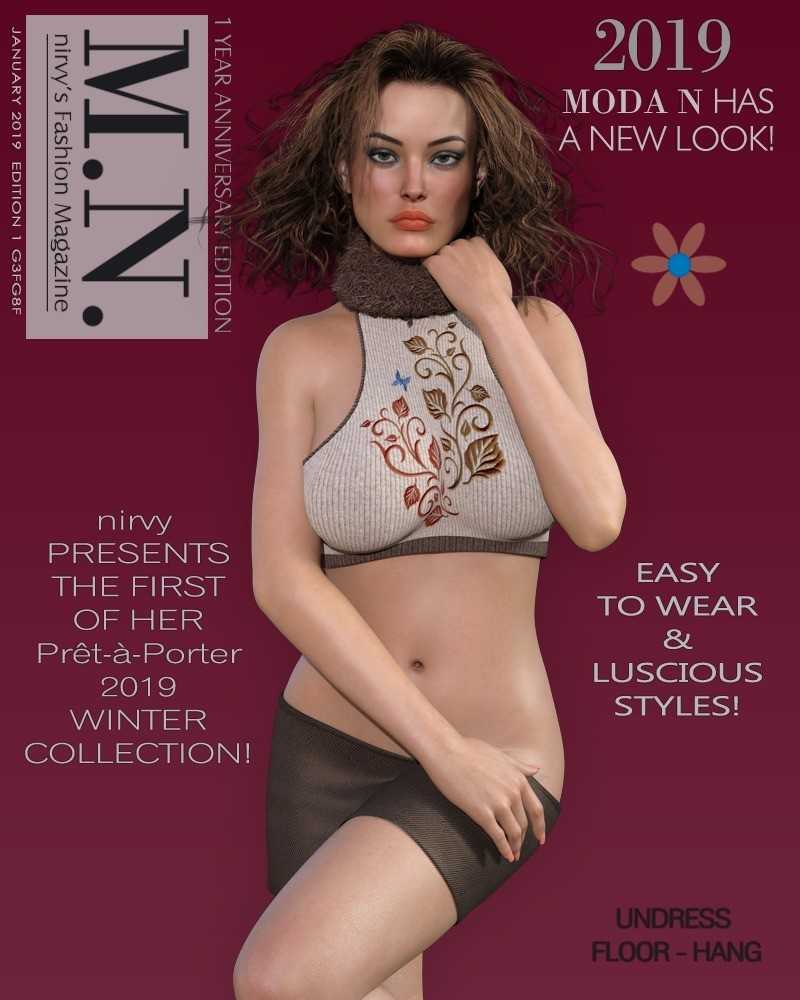 M.N.
nirvy's Fashion Magazine
JANUARY 2019 EDITION 1 G3FG8F
1 YEAR ANNIVERSARY EDITION
2019
MODA N HAS
A NEW LOOK!
nirvy
PRESENTS
THE FIRST
OF HER
Prêt-à-Porter
2019
WINTER
COLLECTION!
EASY
TO WEAR
&
LUSCIOUS
STYLES!
UNDRESS
FLOOR - HANG